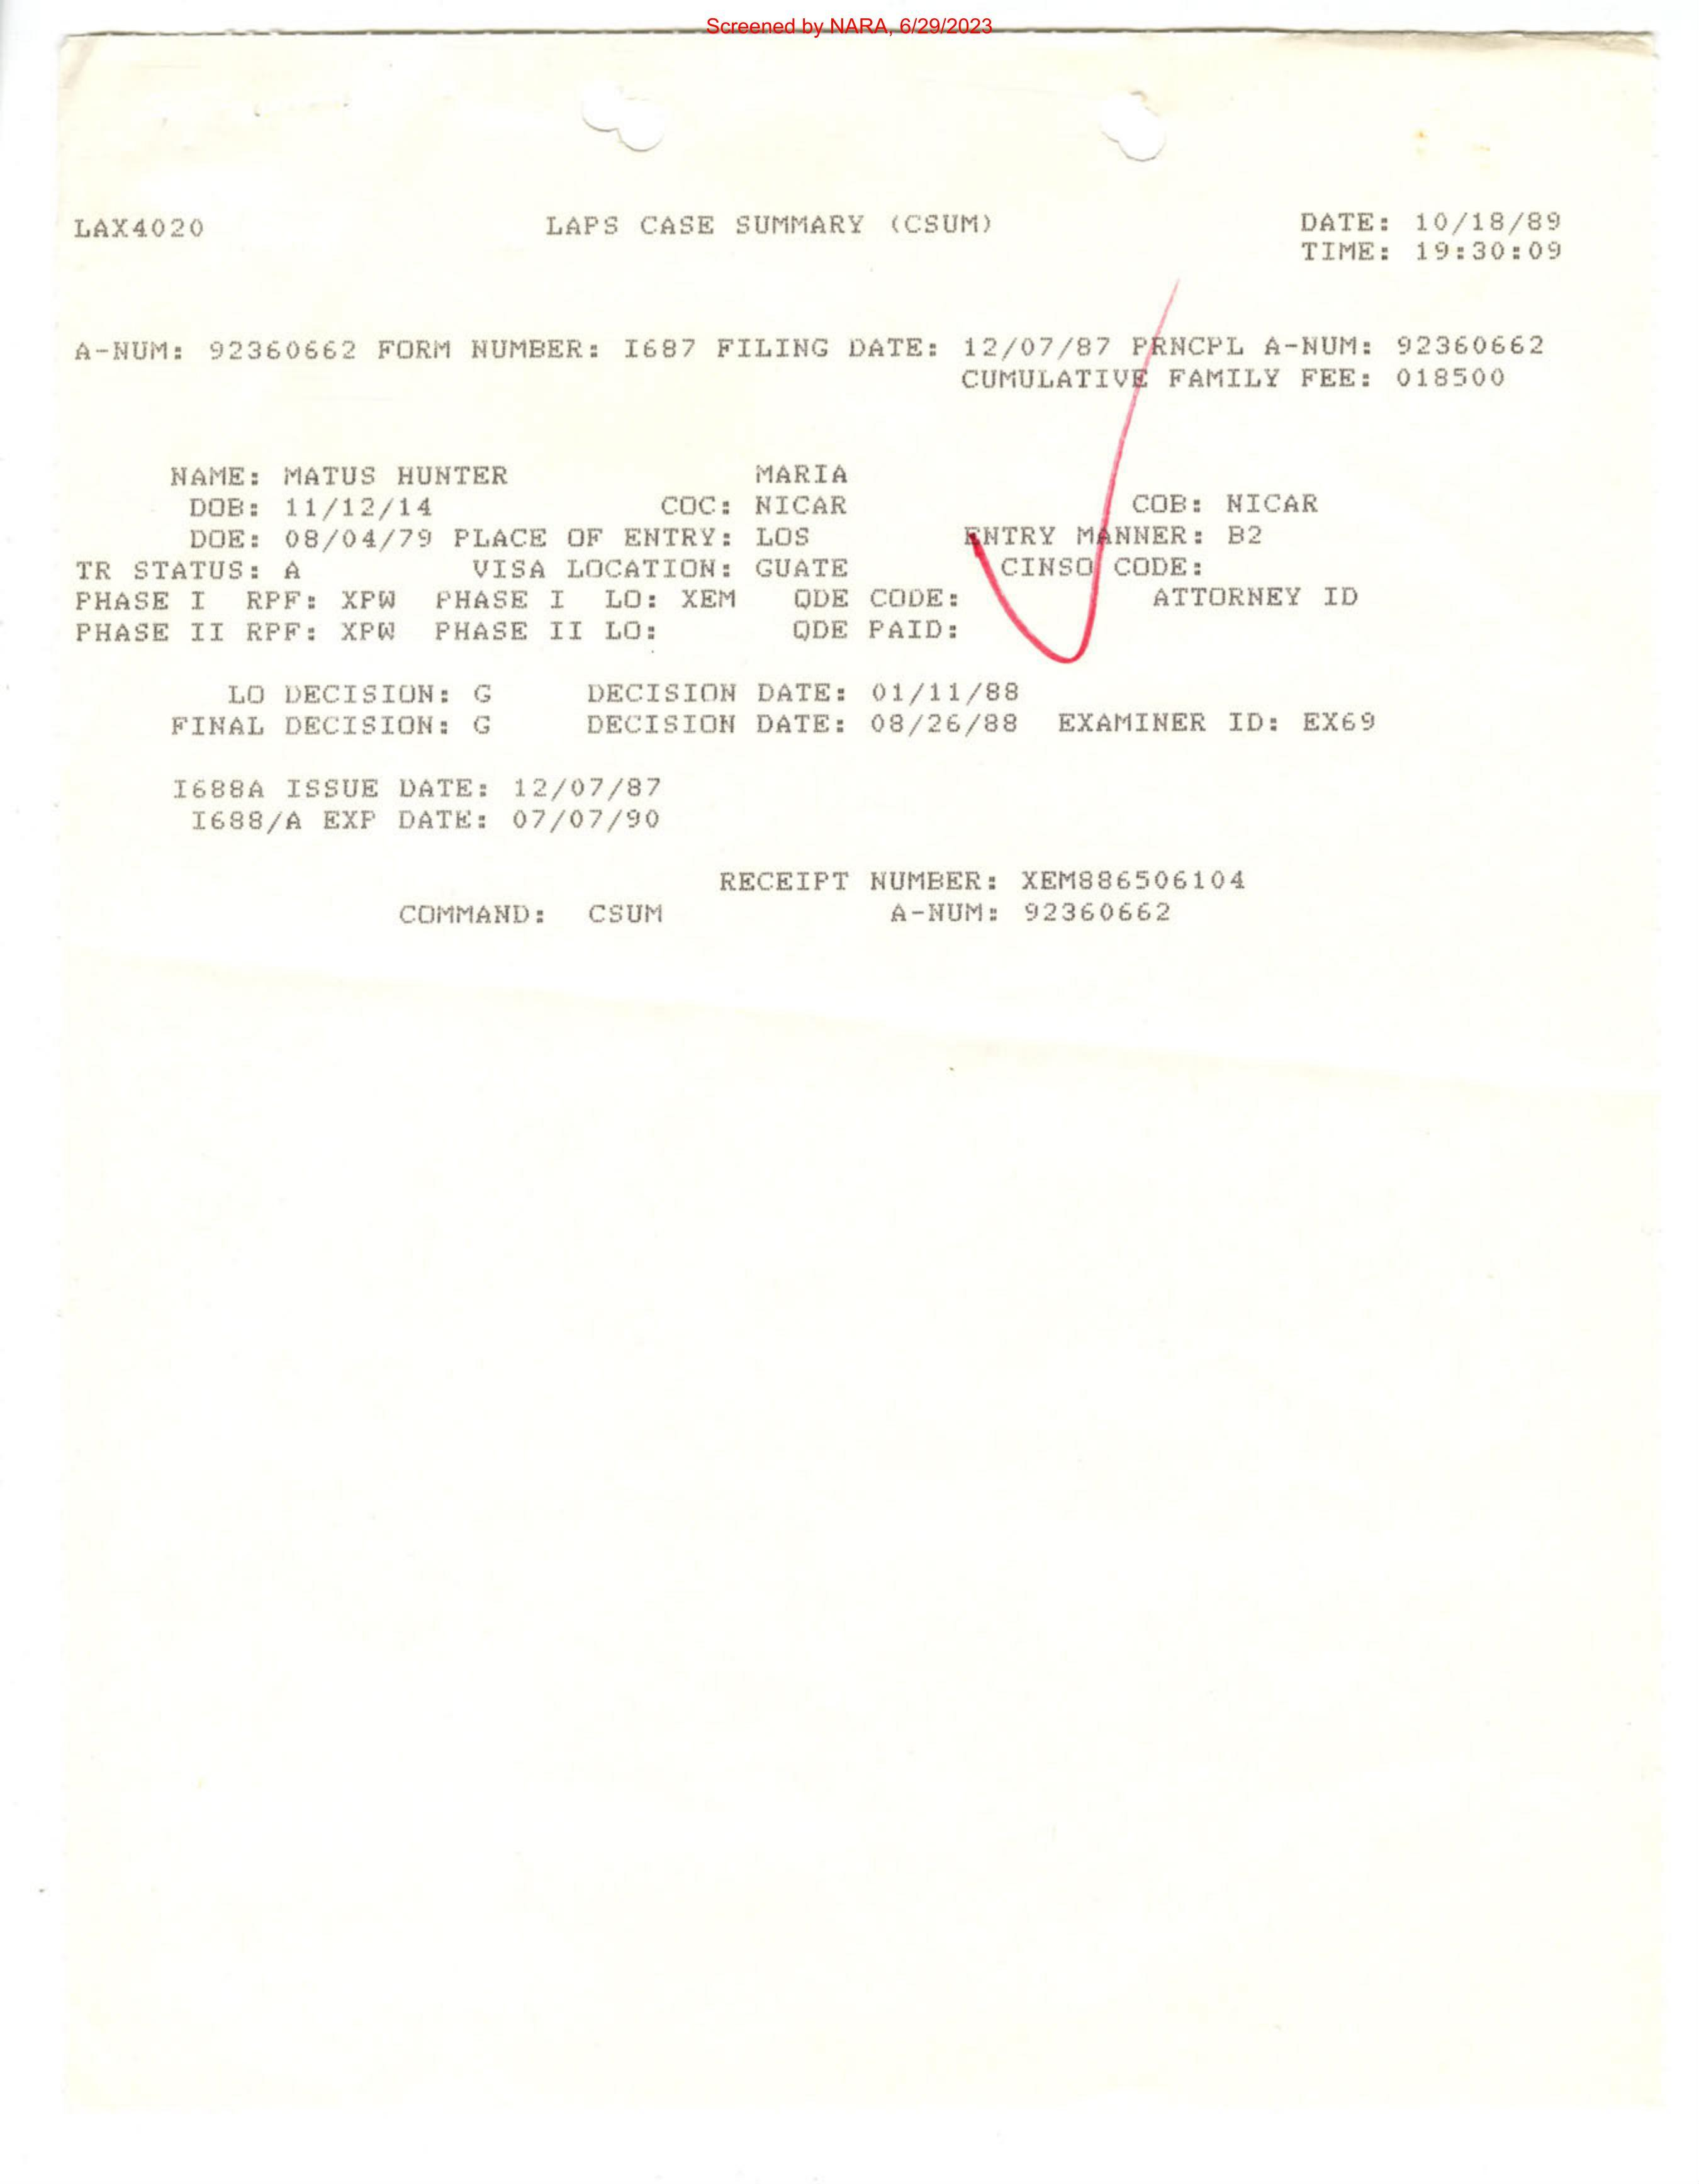 Screened by NARA, 6/29/2023
LAX4020 LAPS CASE SUMMARY (CSUM) DATE: 10/18/89
TIME: 19:30:09
A-NUM: 92360662 FORM NUMBER: I687 FILING DATE: 12/07/87 PRNCPL A-NUM: 92360662
CUMULATIVE FAMILY FEE: 018500
NAME: MATUS HUNTER MARIA
DOB: 11/12/14 COC: NICAR COB: NICAR
DOE: 08/04/79 PLACE OF ENTRY: LOS ENTRY MANNER: B2
TR STATUS: A VISA LOCATION: GUATE CINSO CODE:
PHASE I RPF: XPW PHASE I LO: XEM QDE CODE: ATTORNEY ID
PHASE II RPF: XPW PHASE II LO: QDE PAID:
LO DECISION: G DECISION DATE: 01/11/88
FINAL DECISION: G DECISION DATE: 08/26/88 EXAMINER ID: EX69
I688A ISSUE DATE: 12/07/87
I688/A EXP DATE: 07/07/90
RECEIPT NUMBER: XEM886506104
COMMAND: CSUM A-NUM: 92360662